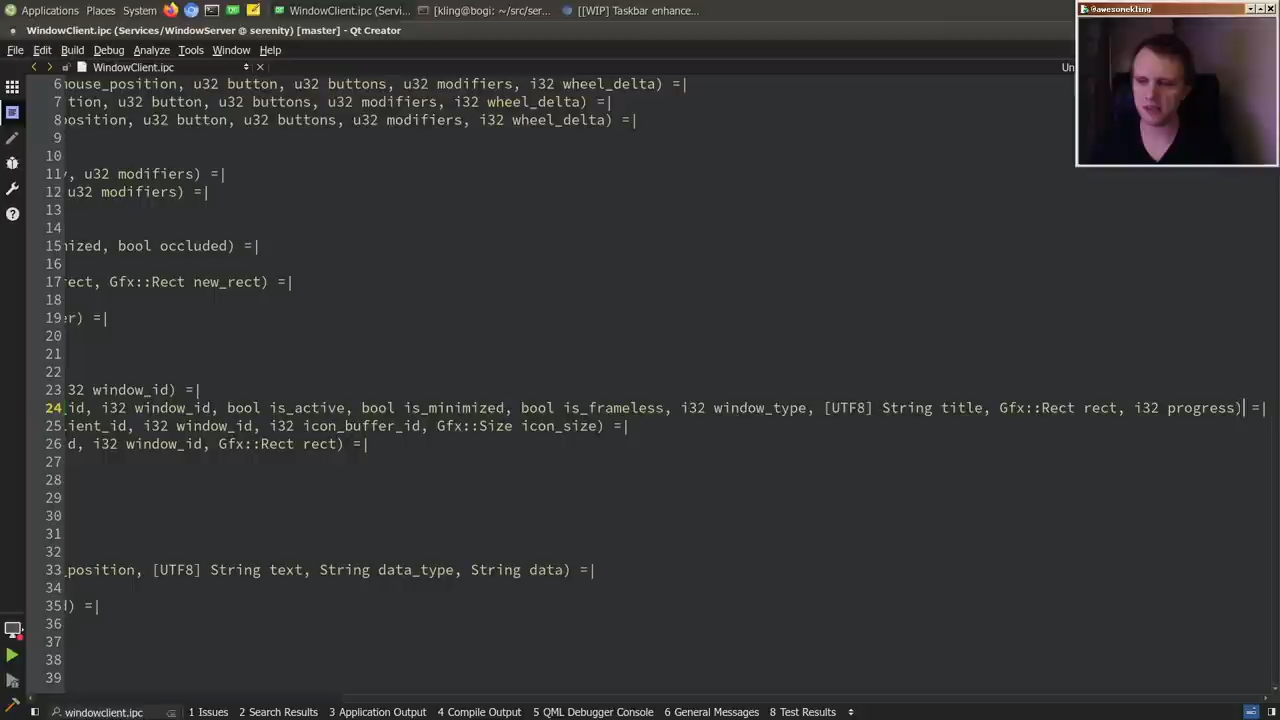 Applications Places System WindowClient.ipc (Servi... [kling@bogi: ~/src/ser... [[WIP] Taskbar enhance...
@awesomekling
WindowClient.ipc (Services/WindowServer @ serenity) [master] - Qt Creator
File Edit Build Debug Analyze Tools Window Help
WindowClient.ipc Un
6 ouse_position, u32 button, u32 buttons, u32 modifiers, i32 wheel_delta) =|
7 tion, u32 button, u32 buttons, u32 modifiers, i32 wheel_delta) =|
8 position, u32 button, u32 buttons, u32 modifiers, i32 wheel_delta) =|
9
10
11 , u32 modifiers) =|
12 u32 modifiers) =|
13
14
15 ized, bool occluded) =|
16
17 rect, Gfx::Rect new_rect) =|
18
19 er) =|
20
21
22
23 32 window_id) =|
24 _id, i32 window_id, bool is_active, bool is_minimized, bool is_frameless, i32 window_type, [UTF8] String title, Gfx::Rect rect, i32 progress) =|
25 ient_id, i32 window_id, i32 icon_buffer_id, Gfx::Size icon_size) =|
26 d, i32 window_id, Gfx::Rect rect) =|
27
28
29
30
31
32
33 _position, [UTF8] String text, String data_type, String data) =|
34
35 ) =|
36
37
38
39
windowclient.ipc 1 Issues 2 Search Results 3 Application Output 4 Compile Output 5 QML Debugger Console 6 General Messages 8 Test Results